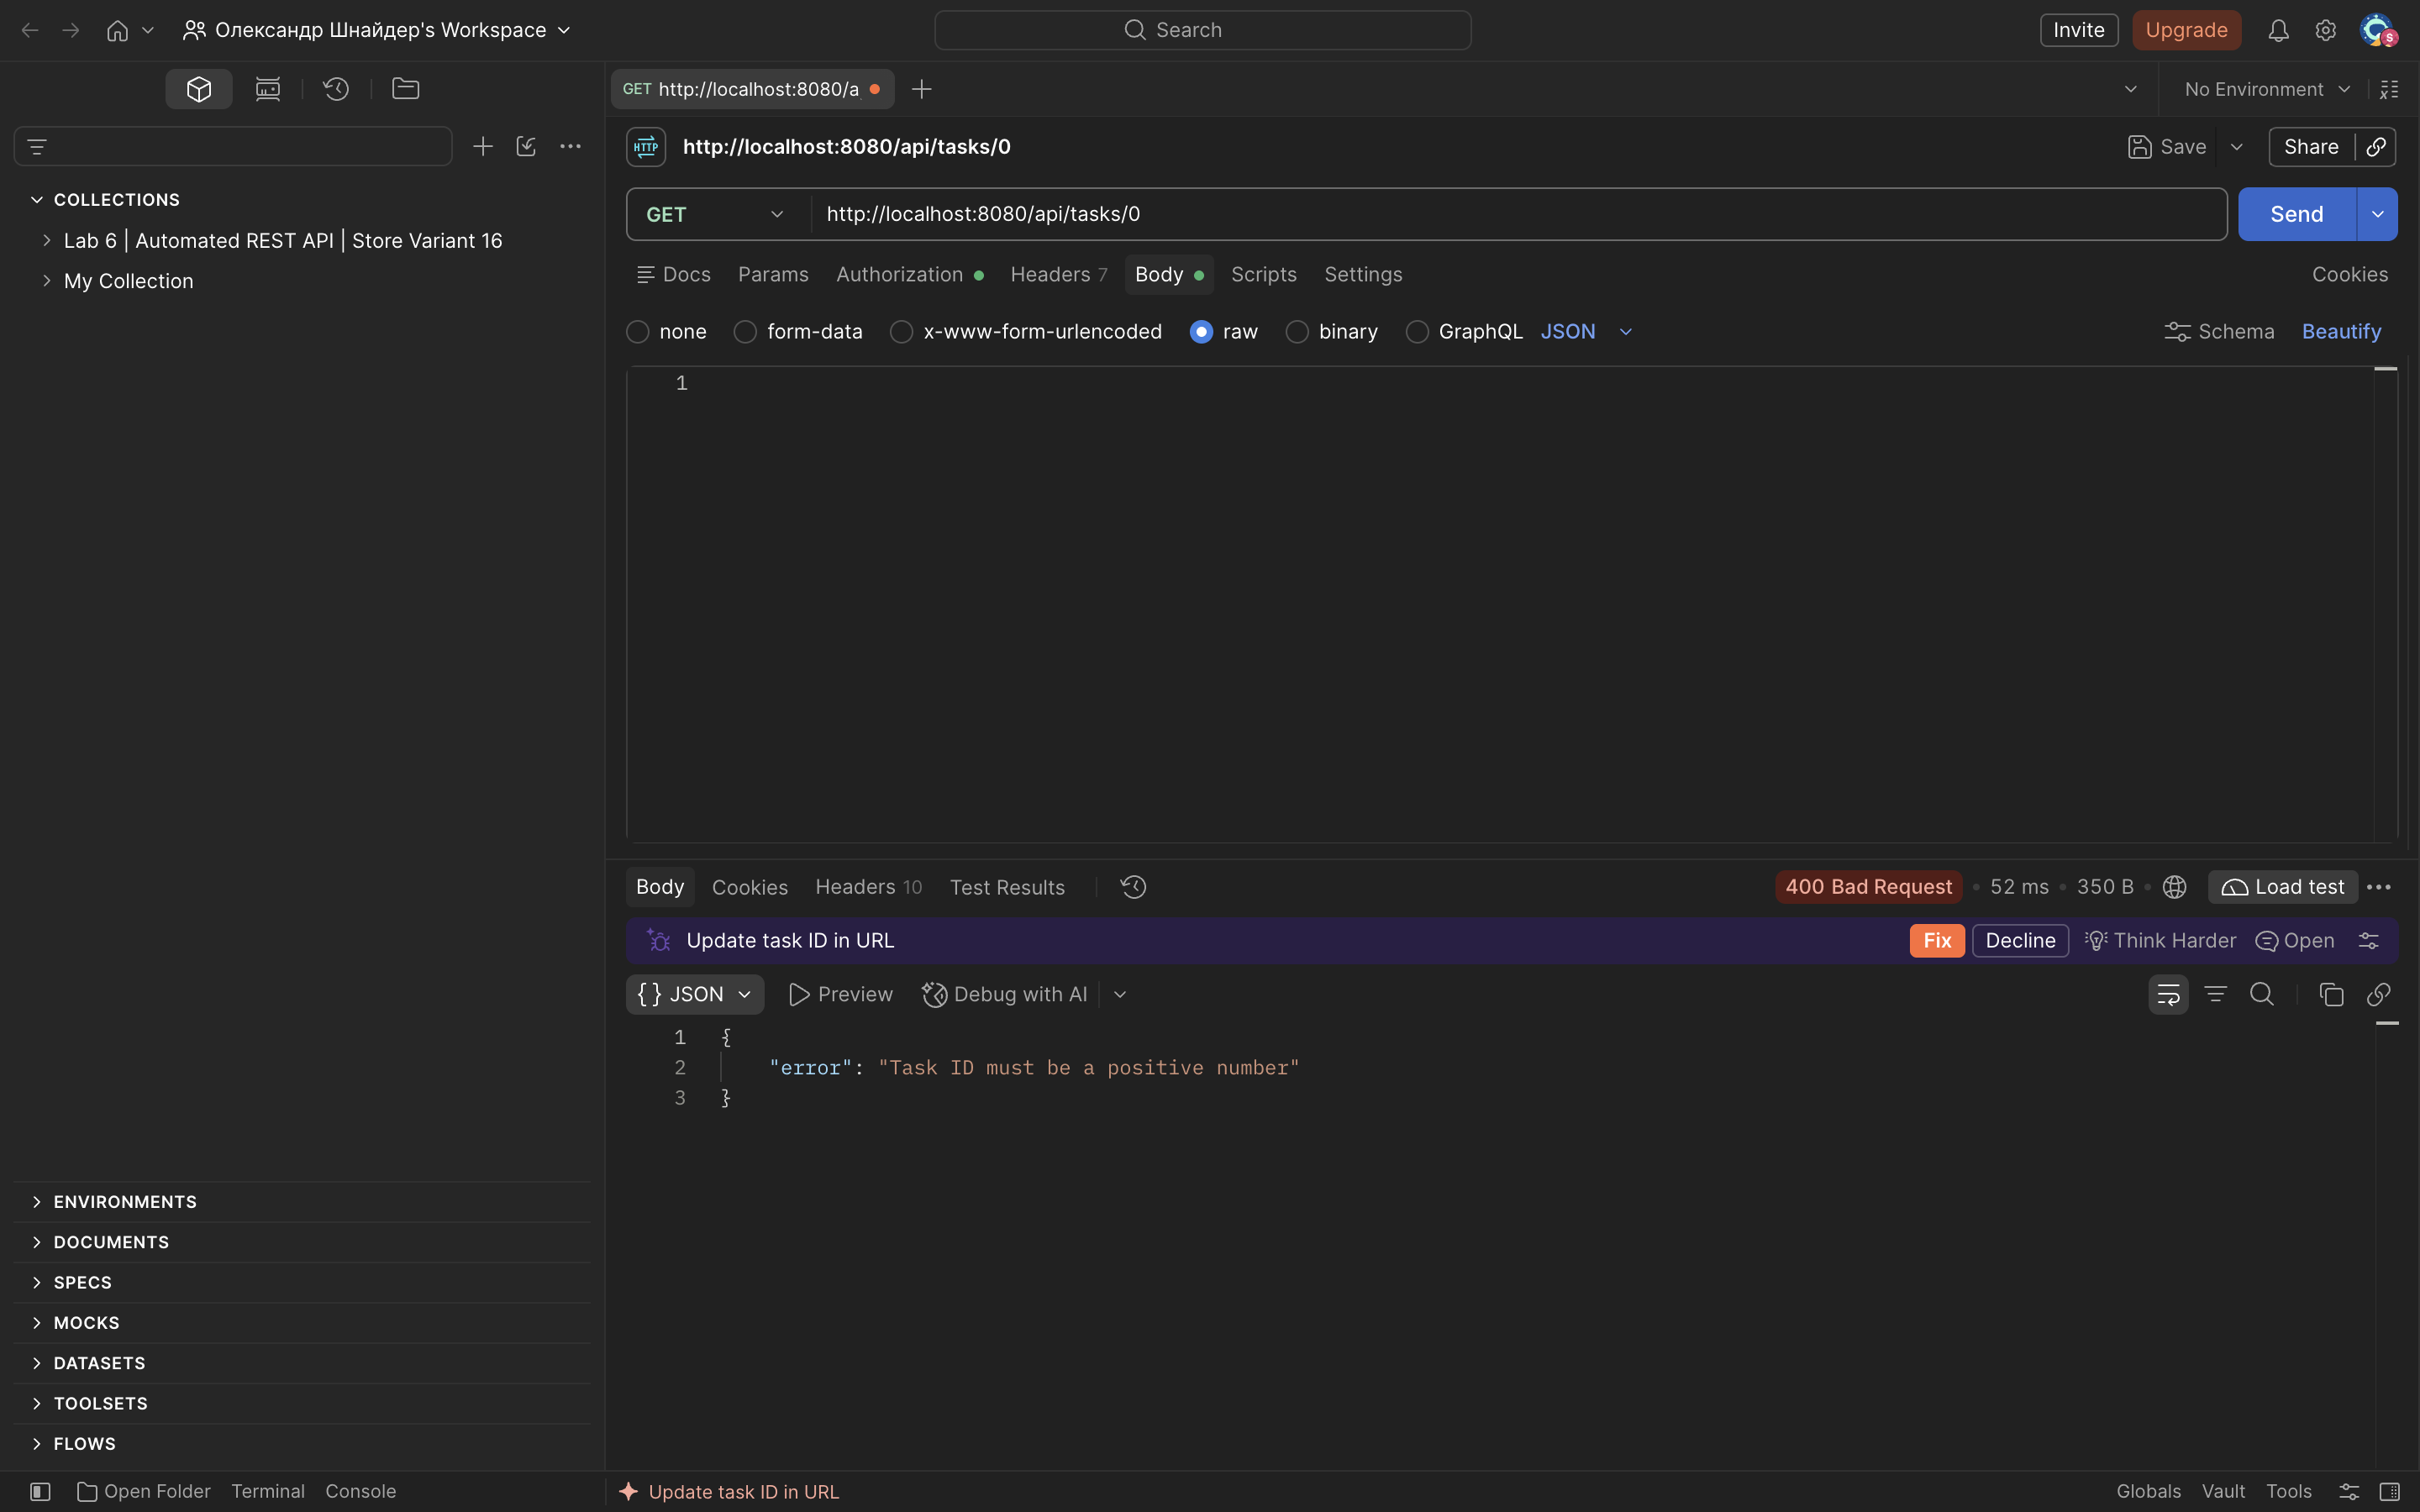 Олександр Шнайдер's Workspace
Search
Invite
Upgrade
S
GET http://localhost:8080/a
No Environment
HTTP
http://localhost:8080/api/tasks/0
Save
Share
COLLECTIONS
GET
http://localhost:8080/api/tasks/0
Send
Lab 6 | Automated REST API | Store Variant 16
My Collection
Docs
Params
Authorization
Headers 7
Body
Scripts
Settings
Cookies
none
form-data
x-www-form-urlencoded
raw
binary
GraphQL
JSON
Schema
Beautify
1
Body
Cookies
Headers 10
Test Results
400 Bad Request
52 ms
350 B
Load test
Update task ID in URL
Fix
Decline
Think Harder
Open
{} JSON
Preview
Debug with AI
1 {
2 "error": "Task ID must be a positive number"
3 }
ENVIRONMENTS
DOCUMENTS
SPECS
MOCKS
DATASETS
TOOLSETS
FLOWS
Open Folder
Terminal
Console
Update task ID in URL
Globals
Vault
Tools